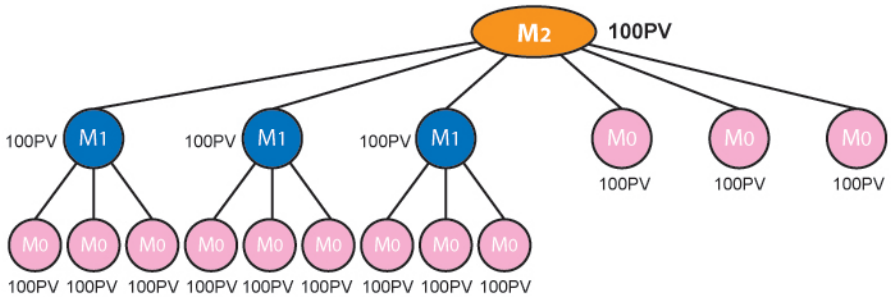 M2 100PV
100PV M1 100PV M1 100PV M1 M0 M0 M0
100PV 100PV 100PV
M0 M0 M0 M0 M0 M0 M0 M0 M0
100PV 100PV 100PV 100PV 100PV 100PV 100PV 100PV 100PV